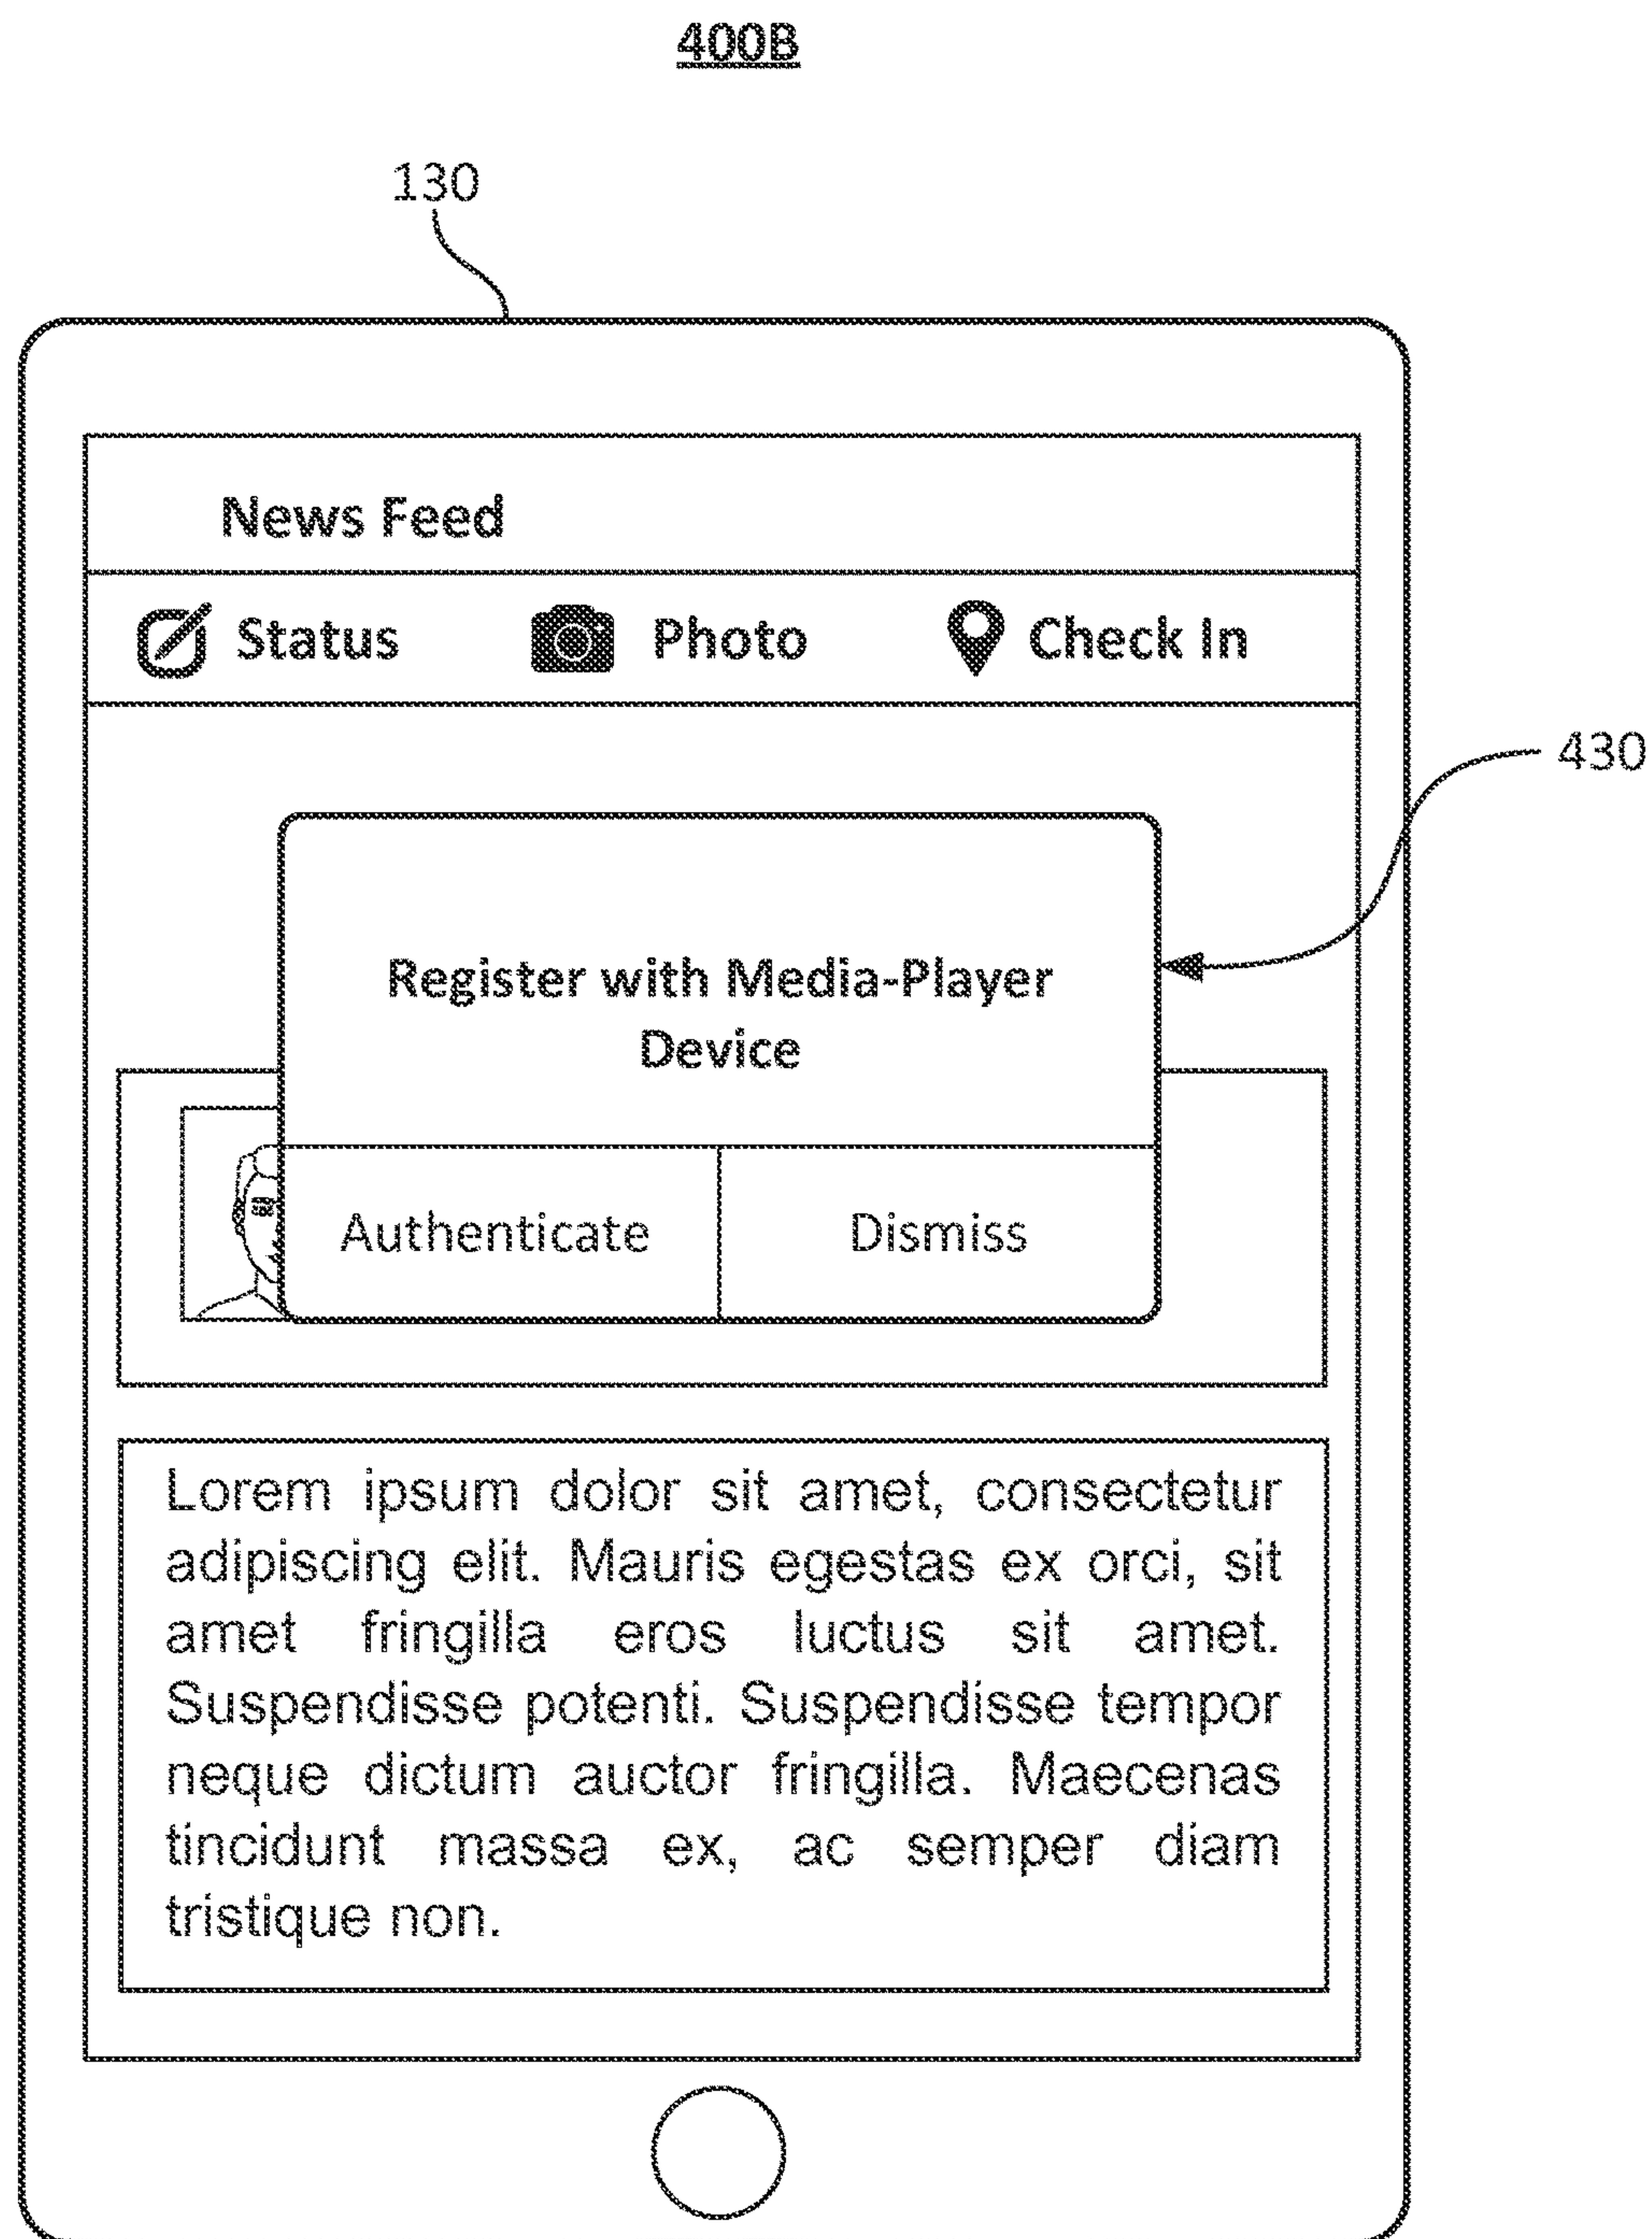 400B
130
News Feed
Status Photo Check In
430
Register with Media-Player
Device
Authenticate Dismiss
Lorem ipsum dolor sit amet, consectetur
adipiscing elit. Mauris egestas ex orci, sit
amet fringilla eros luctus sit amet.
Suspendisse potenti. Suspendisse tempor
neque dictum auctor fringilla. Maecenas
tincidunt massa ex, ac semper diam
tristique non.